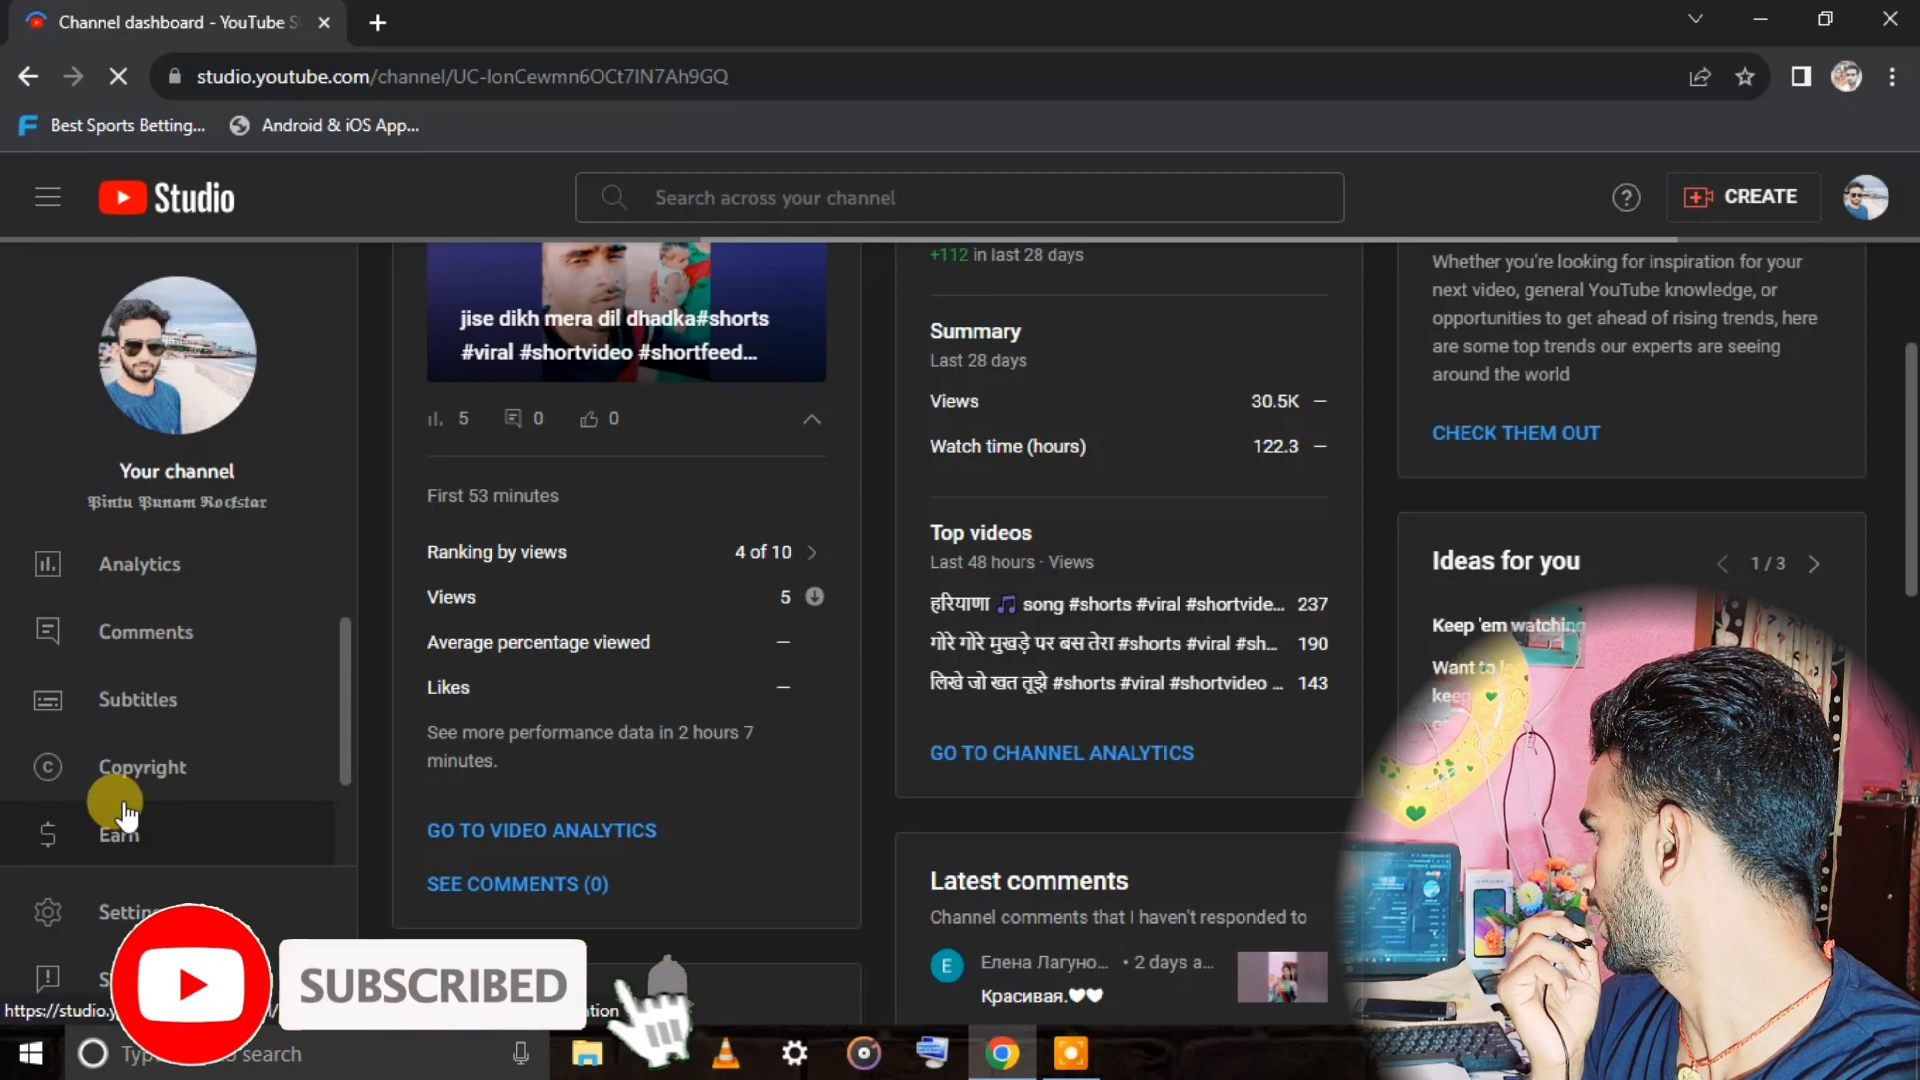 Channel dashboard - YouTube S
studio.youtube.com/channel/UC-IonCewmn6OCt7IN7Ah9GQ
Best Sports Betting...
Android & iOS App...
Studio
Search across your channel
CREATE
Your channel
𝕻𝖎𝖓𝖙𝖚 𝕻𝖚𝖓𝖆𝖒 𝕽𝖔𝖈𝖐𝖘𝖙𝖆𝖗
Analytics
Comments
Subtitles
Copyright
Earn
jise dikh mera dil dhadka#shorts
#viral #shortvideo #shortfeed...
5 0 0
First 53 minutes
Ranking by views 4 of 10
Views 5
Average percentage viewed —
Likes —
See more performance data in 2 hours 7
minutes.
GO TO VIDEO ANALYTICS
SEE COMMENTS (0)
+112 in last 28 days
Summary
Last 28 days
Views 30.5K —
Watch time (hours) 122.3 —
Top videos
Last 48 hours · Views
हरियाणा 🎵 song #shorts #viral #shortvide... 237
गोरे गोरे मुखड़े पर बस तेरा #shorts #viral #sh... 190
लिखे जो खत तुझे #shorts #viral #shortvideo ... 143
GO TO CHANNEL ANALYTICS
Latest comments
Channel comments that I haven't responded to
E
Елена Лагуно... • 2 days a...
Красивая.🖤🖤
Whether you're looking for inspiration for your
next video, general YouTube knowledge, or
opportunities to get ahead of rising trends, here
are some top trends our experts are seeing
around the world
CHECK THEM OUT
Ideas for you 1 / 3
Keep 'em watching
Want to
keep
SUBSCRIBED
https://studio.y
search